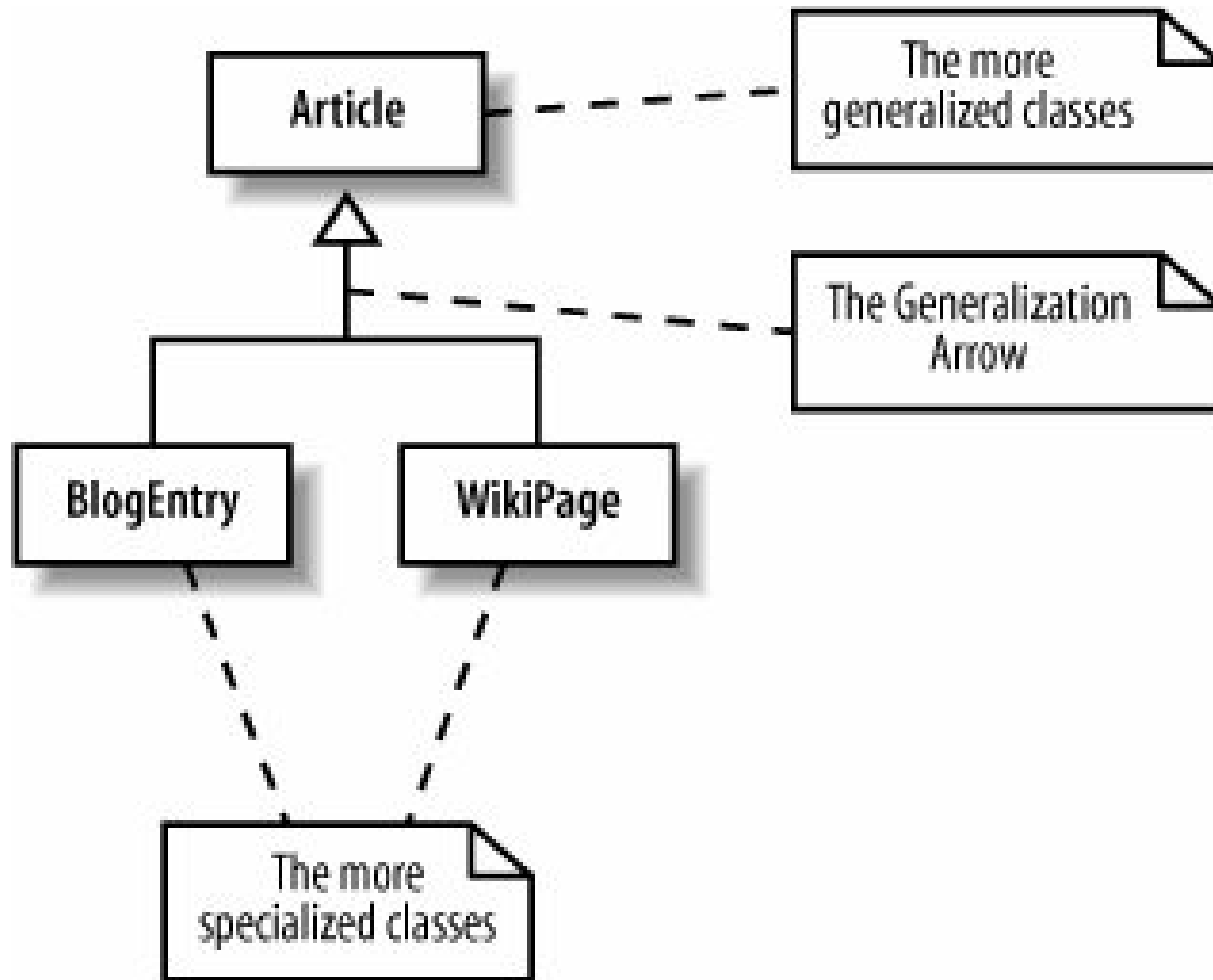 Article
The more
generalized classes
The Generalization
Arrow
BlogEntry
WikiPage
The more
specialized classes